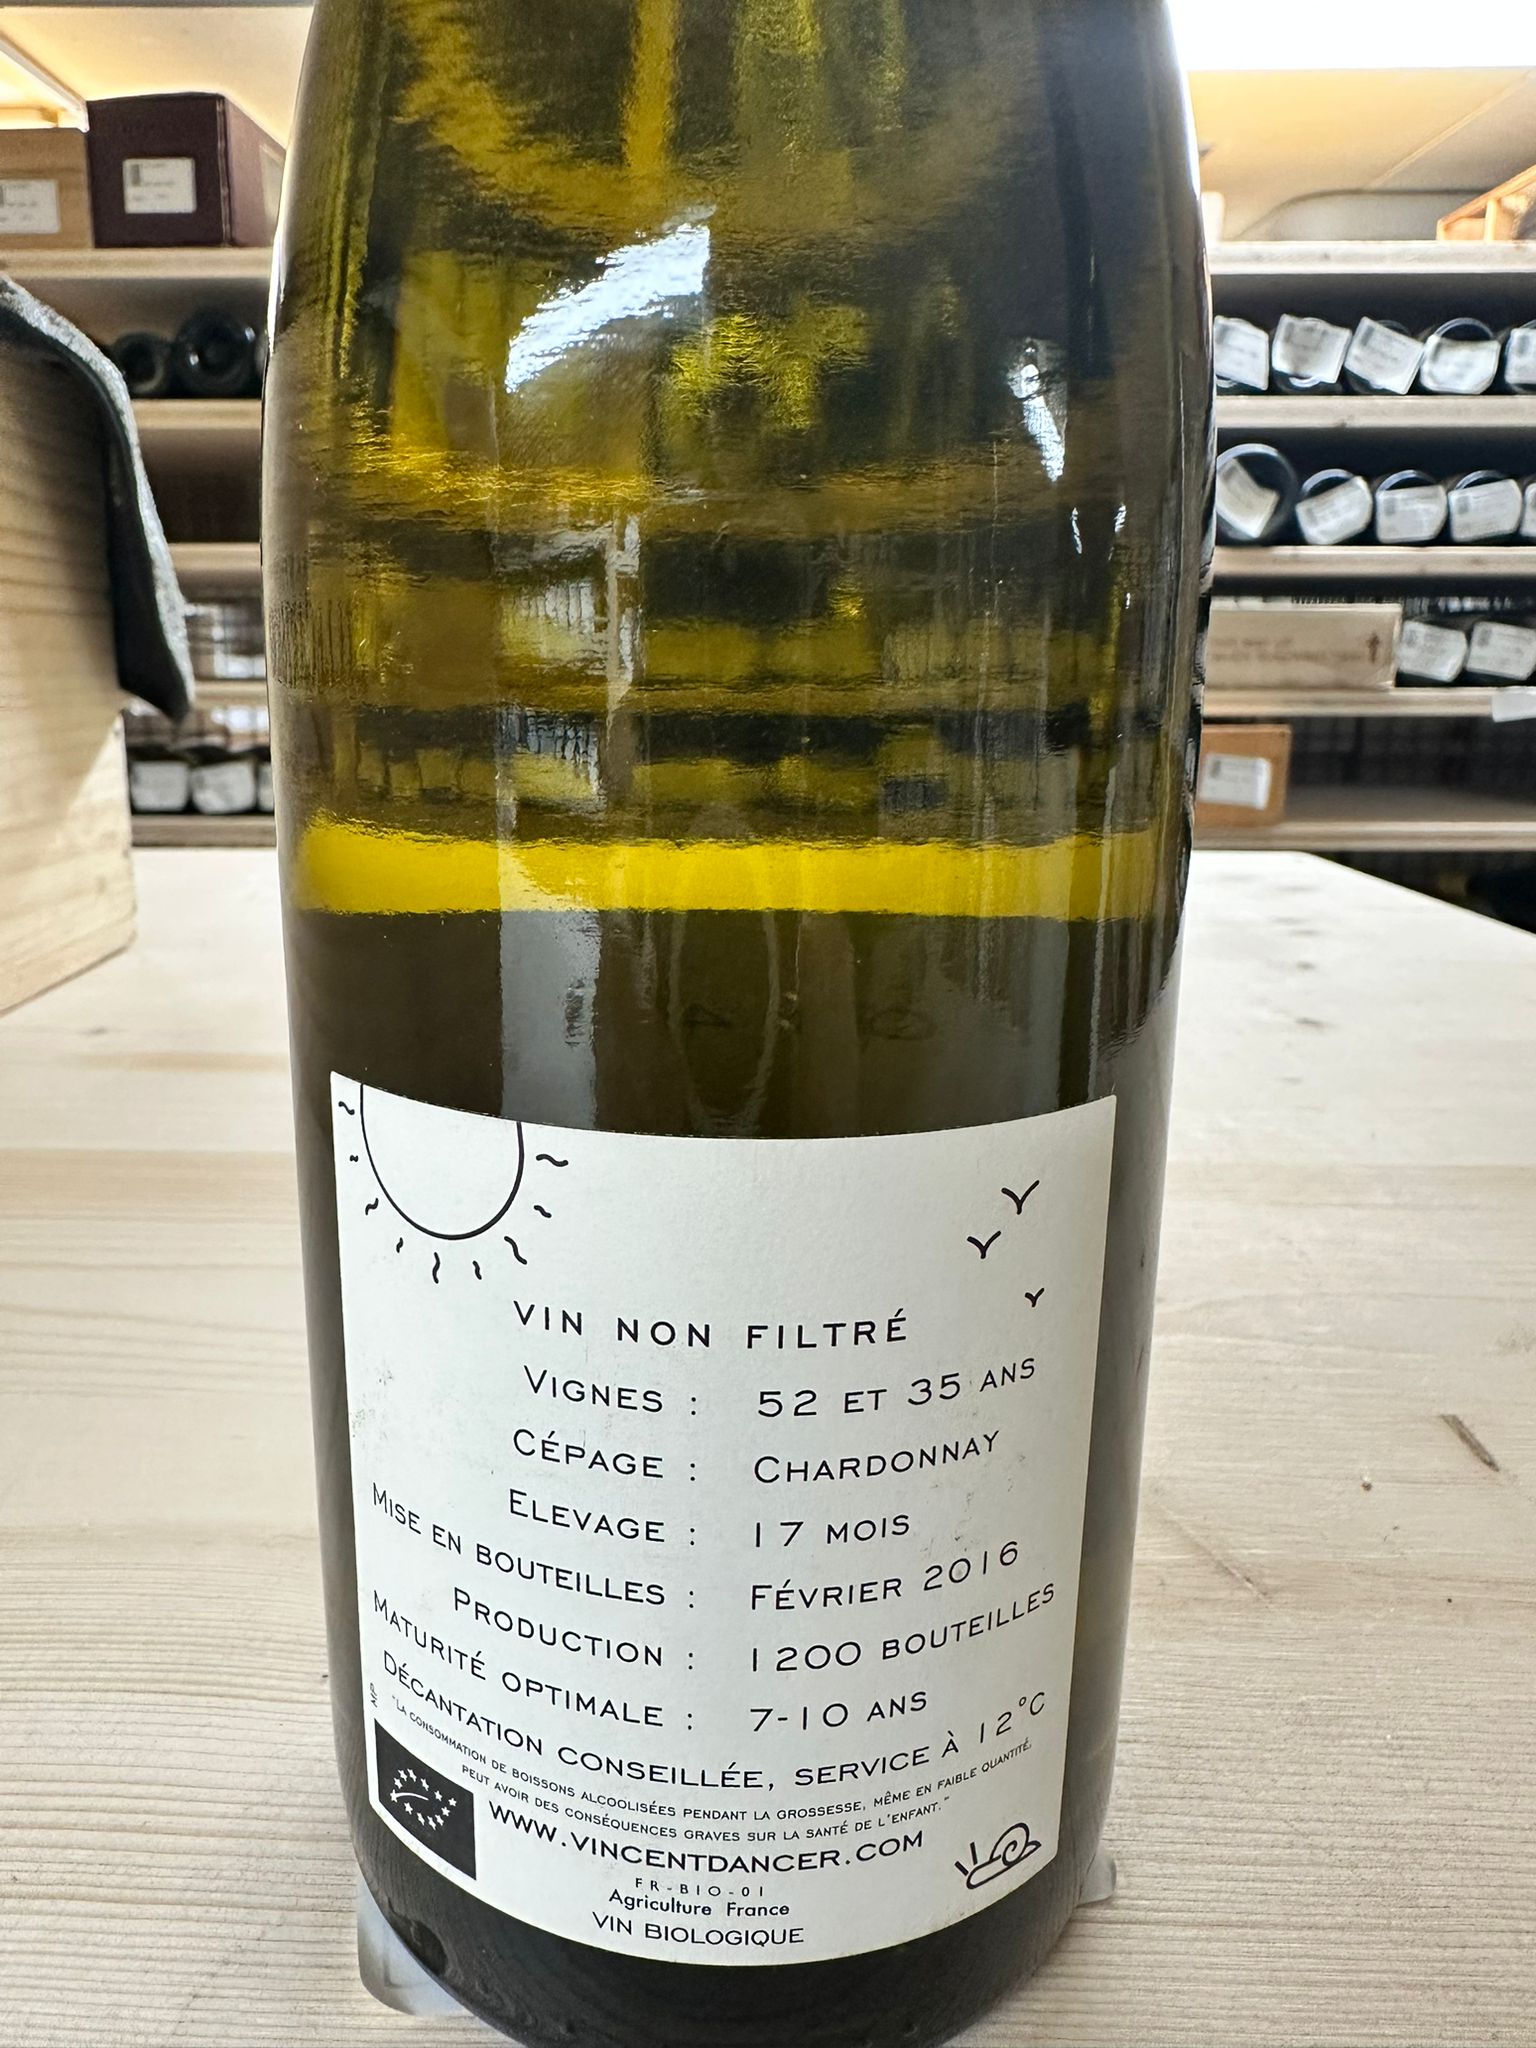 VIN NON FILTRÉ
VIGNES : 52 ET 35 ANS
CÉPAGE : CHARDONNAY
ELEVAGE : 17 MOIS
MISE EN BOUTEILLES : FÉVRIER 2016
PRODUCTION : 1200 BOUTEILLES
MATURITÉ OPTIMALE : 7-10 ANS
DÉCANTATION CONSEILLÉE, SERVICE À 12°C
"LA CONSOMMATION DE BOISSONS ALCOOLISÉES PENDANT LA GROSSESSE, MÊME EN FAIBLE QUANTITÉ,
PEUT AVOIR DES CONSÉQUENCES GRAVES SUR LA SANTÉ DE L'ENFANT."
WWW.VINCENTDANCER.COM
FR-BIO-01
Agriculture France
VIN BIOLOGIQUE